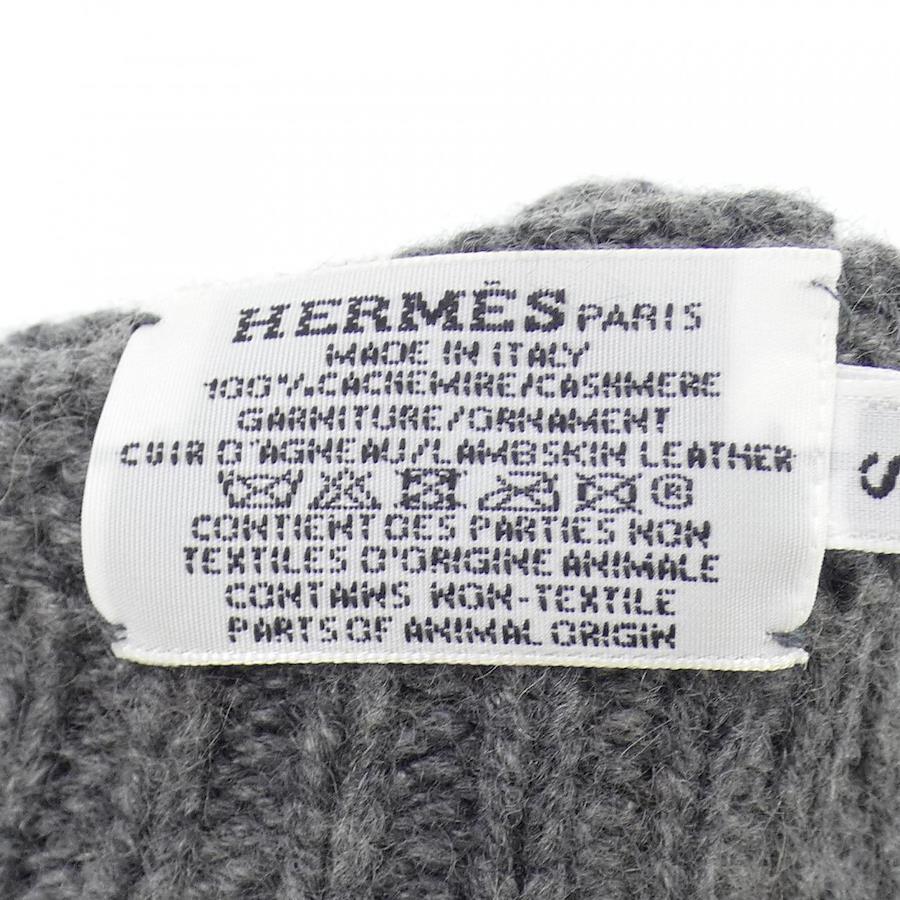 HERMÈS PARIS
MADE IN ITALY
100% CACHEMIRE/CASHMERE
GARNITURE/ORNAMENT
CUIR D'AGNEAU/LAMBSKIN LEATHER
CONTIENT DES PARTIES NON
TEXTILES D'ORIGINE ANIMALE
CONTAINS NON-TEXTILE
PARTS OF ANIMAL ORIGIN
S